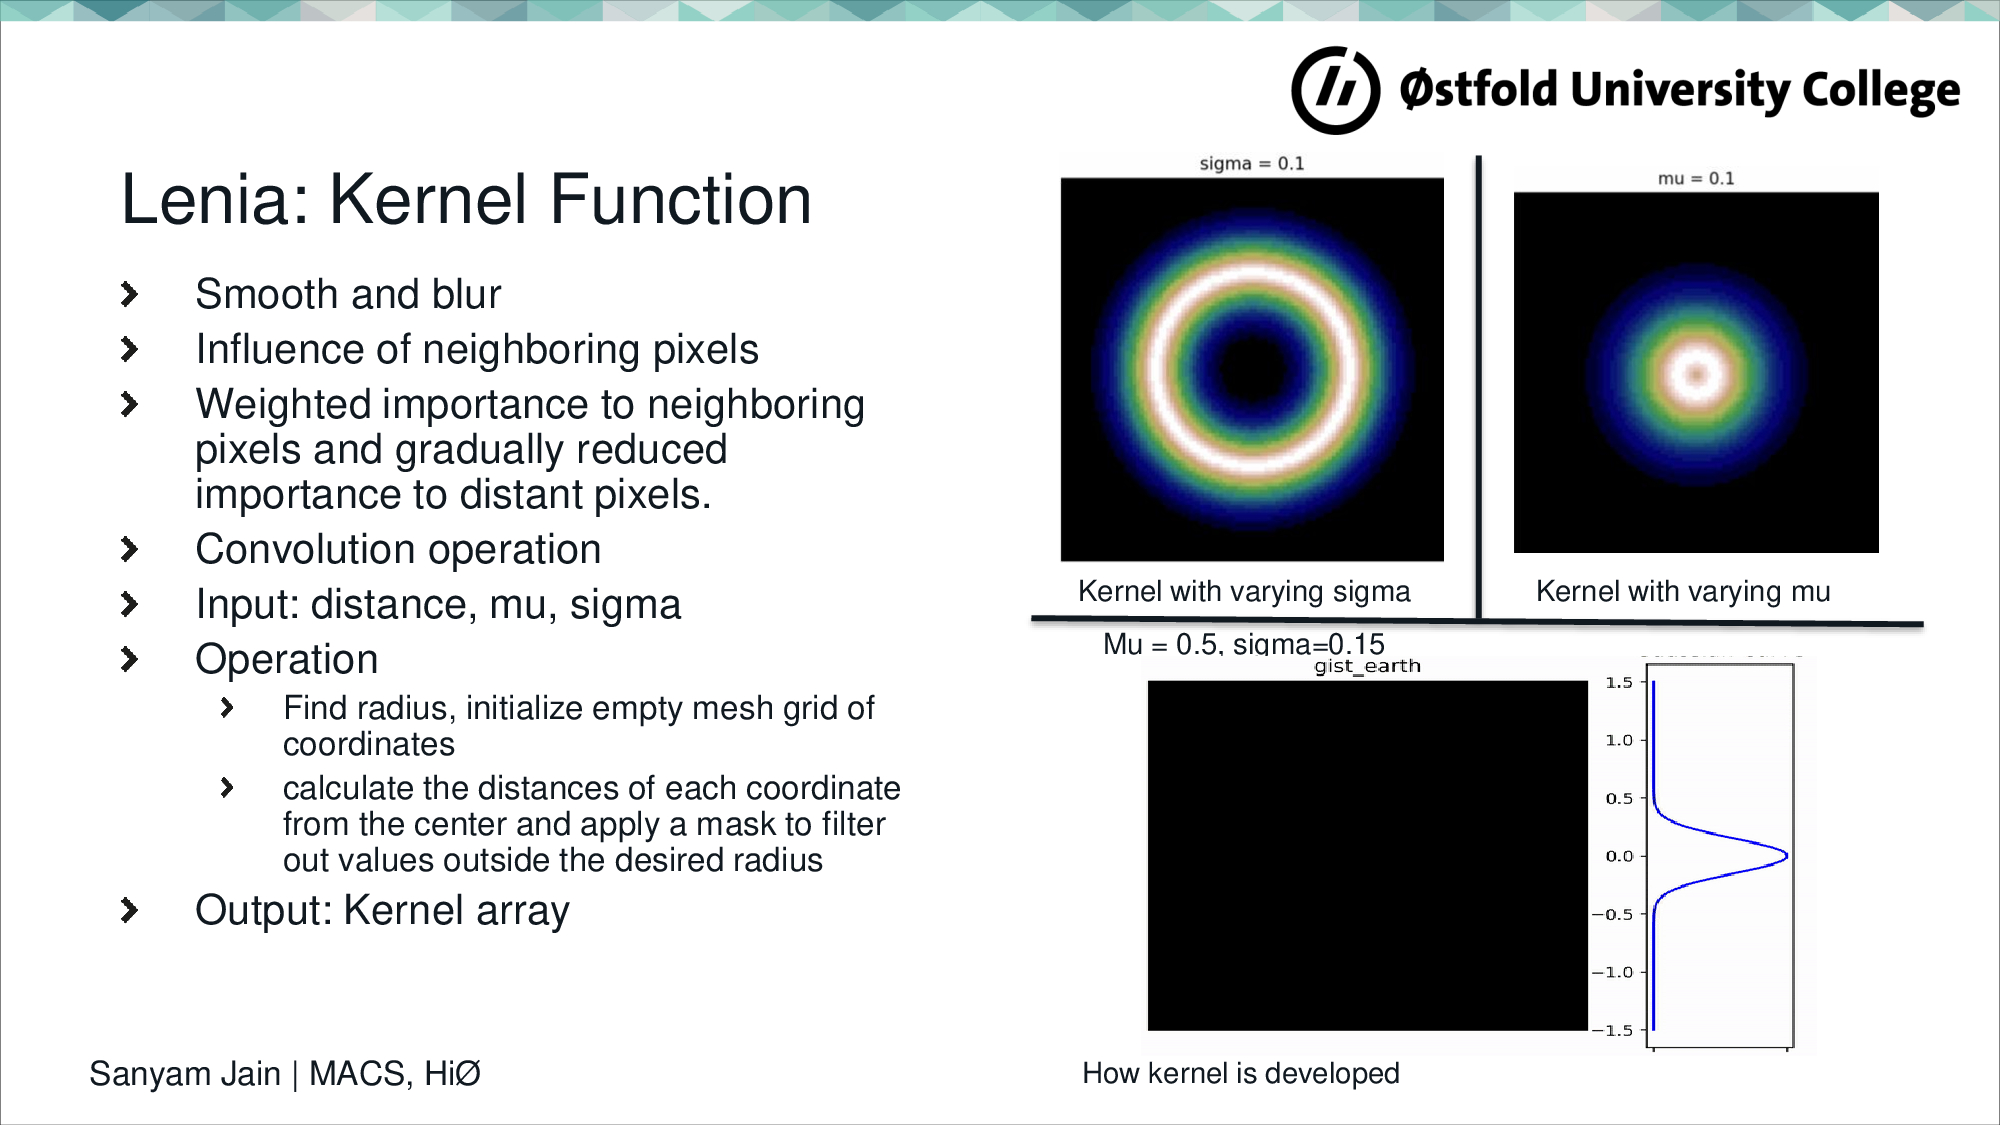 Østfold University College
Lenia: Kernel Function
Smooth and blur
Influence of neighboring pixels
Weighted importance to neighboring
pixels and gradually reduced
importance to distant pixels.
Convolution operation
Input: distance, mu, sigma
Operation
Find radius, initialize empty mesh grid of
coordinates
calculate the distances of each coordinate
from the center and apply a mask to filter
out values outside the desired radius
Output: Kernel array
sigma = 0.1
Kernel with varying sigma
mu = 0.1
Kernel with varying mu
Mu = 0.5, sigma=0.15
gist_earth
1.5
1.0
0.5
0.0
−0.5
−1.0
−1.5
How kernel is developed
Sanyam Jain | MACS, HiØ